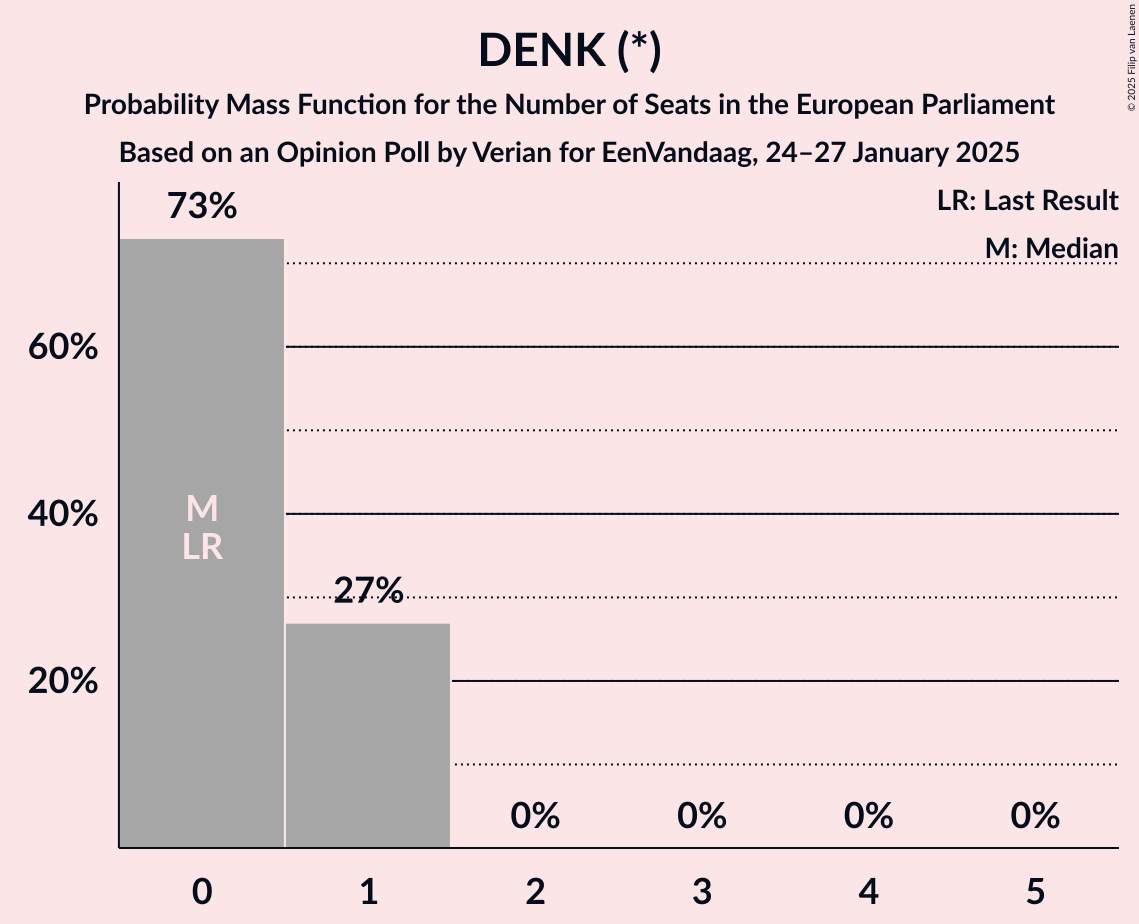 DENK (*)
Probability Mass Function for the Number of Seats in the European Parliament
Based on an Opinion Poll by Verian for EenVandaag, 24–27 January 2025
© 2025 Filip van Laenen
LR: Last Result
M: Median
73%
60%
40%
20%
M
LR
27%
0%
0%
0%
0%
0
1
2
3
4
5